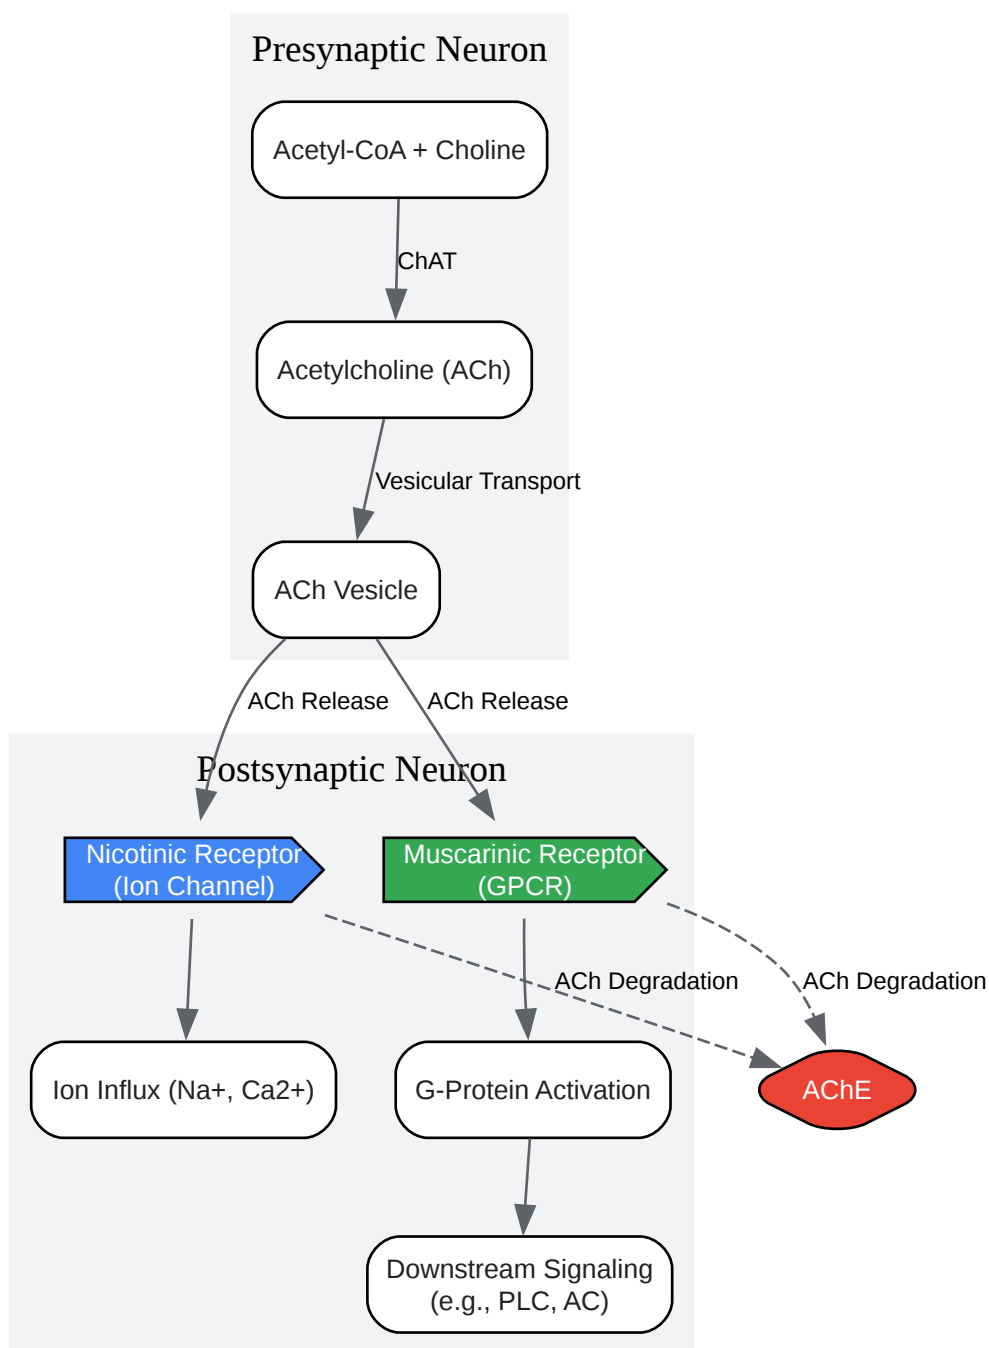 Presynaptic Neuron
Acetyl-CoA + Choline
ChAT
Acetylcholine (ACh)
Vesicular Transport
ACh Vesicle
ACh Release
ACh Release
Postsynaptic Neuron
Nicotinic Receptor
(Ion Channel)
Muscarinic Receptor
(GPCR)
ACh Degradation
ACh Degradation
Ion Influx (Na+, Ca2+)
G-Protein Activation
AChE
Downstream Signaling
(e.g., PLC, AC)